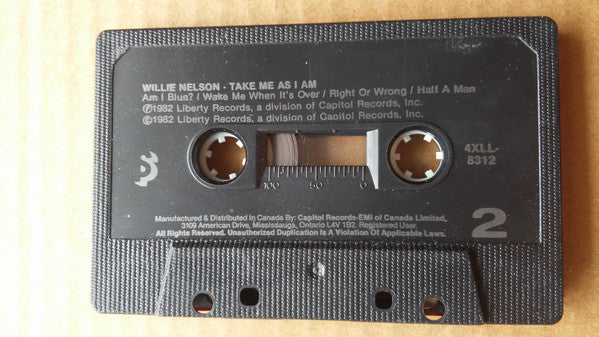 WILLIE NELSON - TAKE ME AS I AM
Am I Blue? / Wake Me When It's Over / Right Or Wrong / Half A Man
℗1982 Liberty Records, a division of Capitol Records, Inc.
©1982 Liberty Records, a division of Capitol Records, Inc.
4XLL-
8312
100 50 0
Manufactured & Distributed In Canada By: Capitol Records-EMI of Canada Limited,
3109 American Drive, Mississauga, Ontario L4V 1B2. Registered User.
All Rights Reserved. Unauthorized Duplication Is A Violation Of Applicable Laws.
2